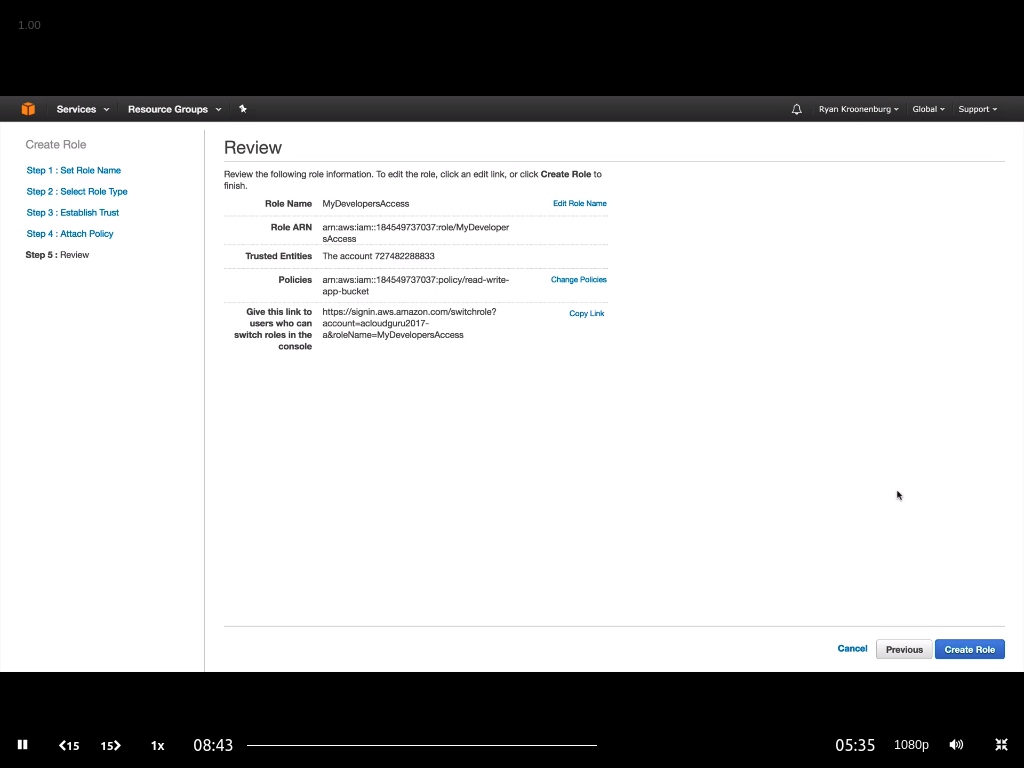 1.00
Services Resource Groups Ryan Kroonenburg Global Support
Create Role
Step 1 : Set Role Name
Step 2 : Select Role Type
Step 3 : Establish Trust
Step 4 : Attach Policy
Step 5 : Review
Review
Review the following role information. To edit the role, click an edit link, or click Create Role to
finish.
Role Name MyDevelopersAccess Edit Role Name
Role ARN arn:aws:iam::184549737037:role/MyDeveloper
sAccess
Trusted Entities The account 727482288833
Policies arn:aws:iam::184549737037:policy/read-write- Change Policies
app-bucket
Give this link to https://signin.aws.amazon.com/switchrole? Copy Link
users who can account=acloudguru2017-
switch roles in the a&roleName=MyDevelopersAccess
console
Cancel Previous Create Role
15 15 1x 08:43 05:35 1080p